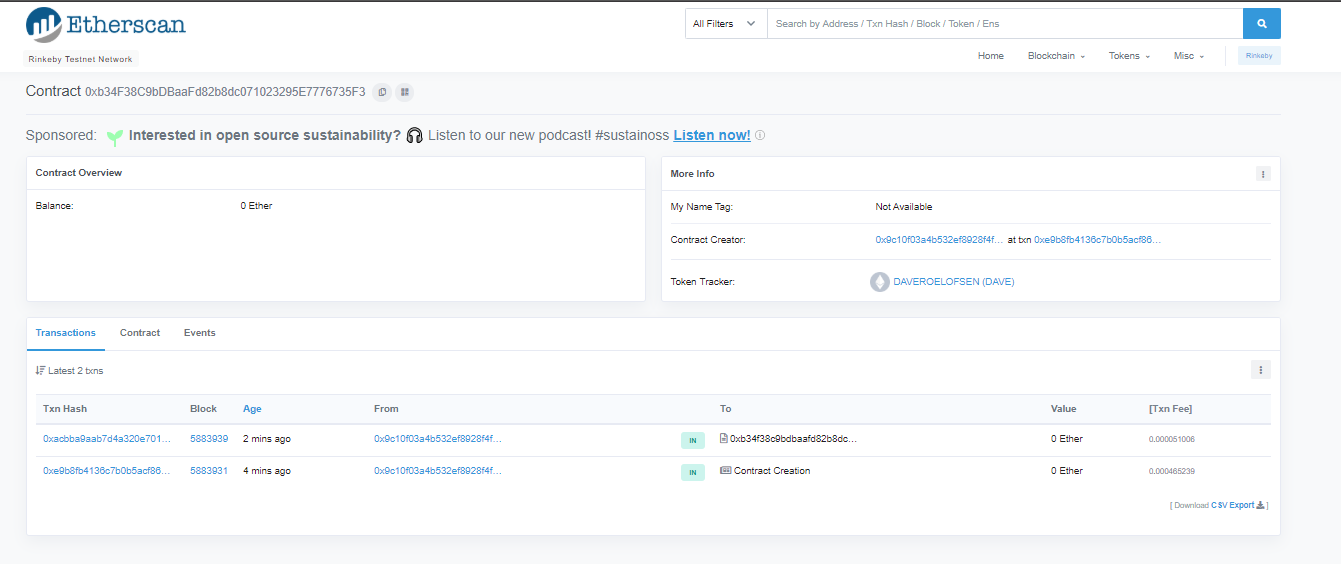 Etherscan
All Filters
Search by Address / Txn Hash / Block / Token / Ens
Rinkeby Testnet Network
Home Blockchain Tokens Misc Rinkeby
Contract 0xb34F38C9bDBaaFd82b8dc071023295E7776735F3
Sponsored: Interested in open source sustainability? Listen to our new podcast! #sustainoss Listen now!
Contract Overview
Balance: 0 Ether
More Info
My Name Tag: Not Available
Contract Creator: 0x9c10f03a4b532ef8928f4f... at txn 0xe9b8fb4136c7b0b5acf86...
Token Tracker: DAVEROELOFSEN (DAVE)
Transactions Contract Events
Latest 2 txns
Txn Hash Block Age From To Value [Txn Fee]
0xacbba9aab7d4a320e701... 5883939 2 mins ago 0x9c10f03a4b532ef8928f4f... IN 0xb34f38c9bdbaafd82b8dc... 0 Ether 0.000051006
0xe9b8fb4136c7b0b5acf86... 5883931 4 mins ago 0x9c10f03a4b532ef8928f4f... IN Contract Creation 0 Ether 0.000465239
[ Download CSV Export ]